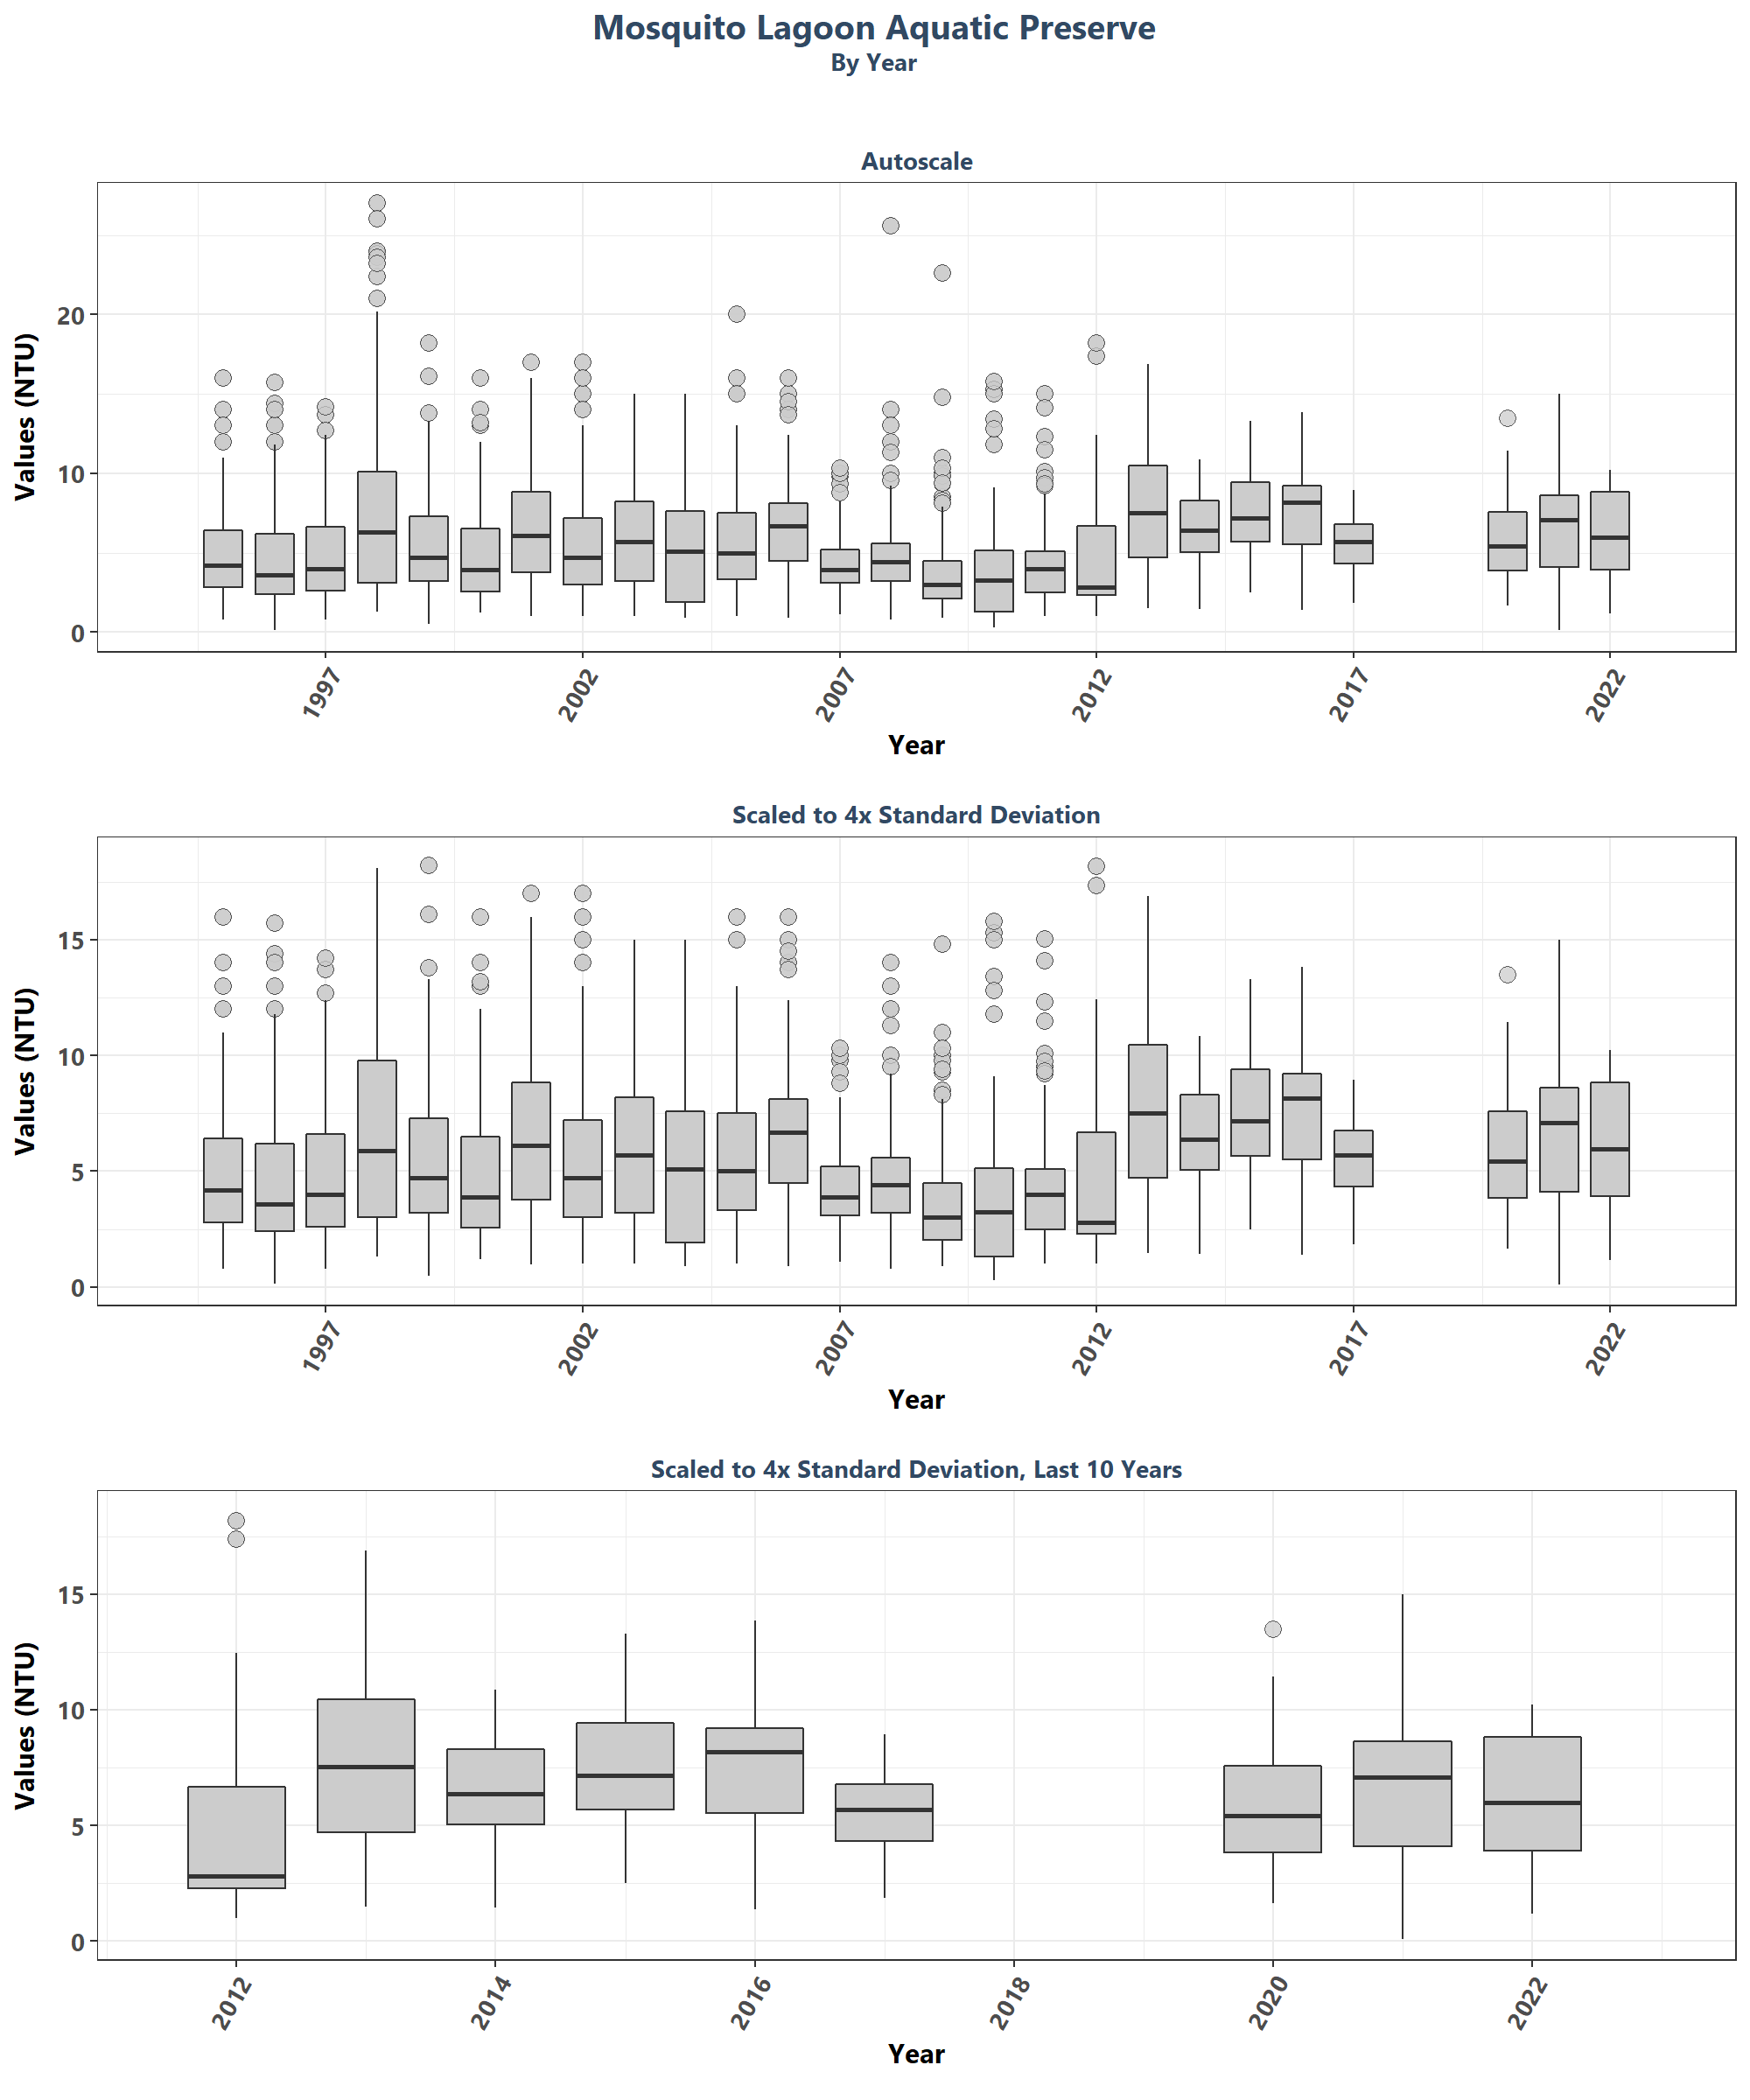 Mosquito Lagoon Aquatic Preserve
By Year
Autoscale
Values (NTU)
20
10
0
1997
2002
2007
2012
2017
2022
Year
Scaled to 4x Standard Deviation
Values (NTU)
15
10
5
0
1997
2002
2007
2012
2017
2022
Year
Scaled to 4x Standard Deviation, Last 10 Years
Values (NTU)
15
10
5
0
2012
2014
2016
2018
2020
2022
Year